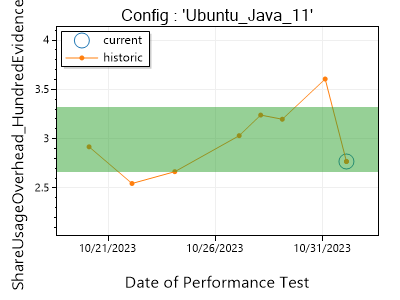 Config : 'Ubuntu_Java_11'
ShareUsageOverhead_HundredEvidence
current
historic
4
3.5
3
2.5
10/21/2023
10/26/2023
10/31/2023
Date of Performance Test